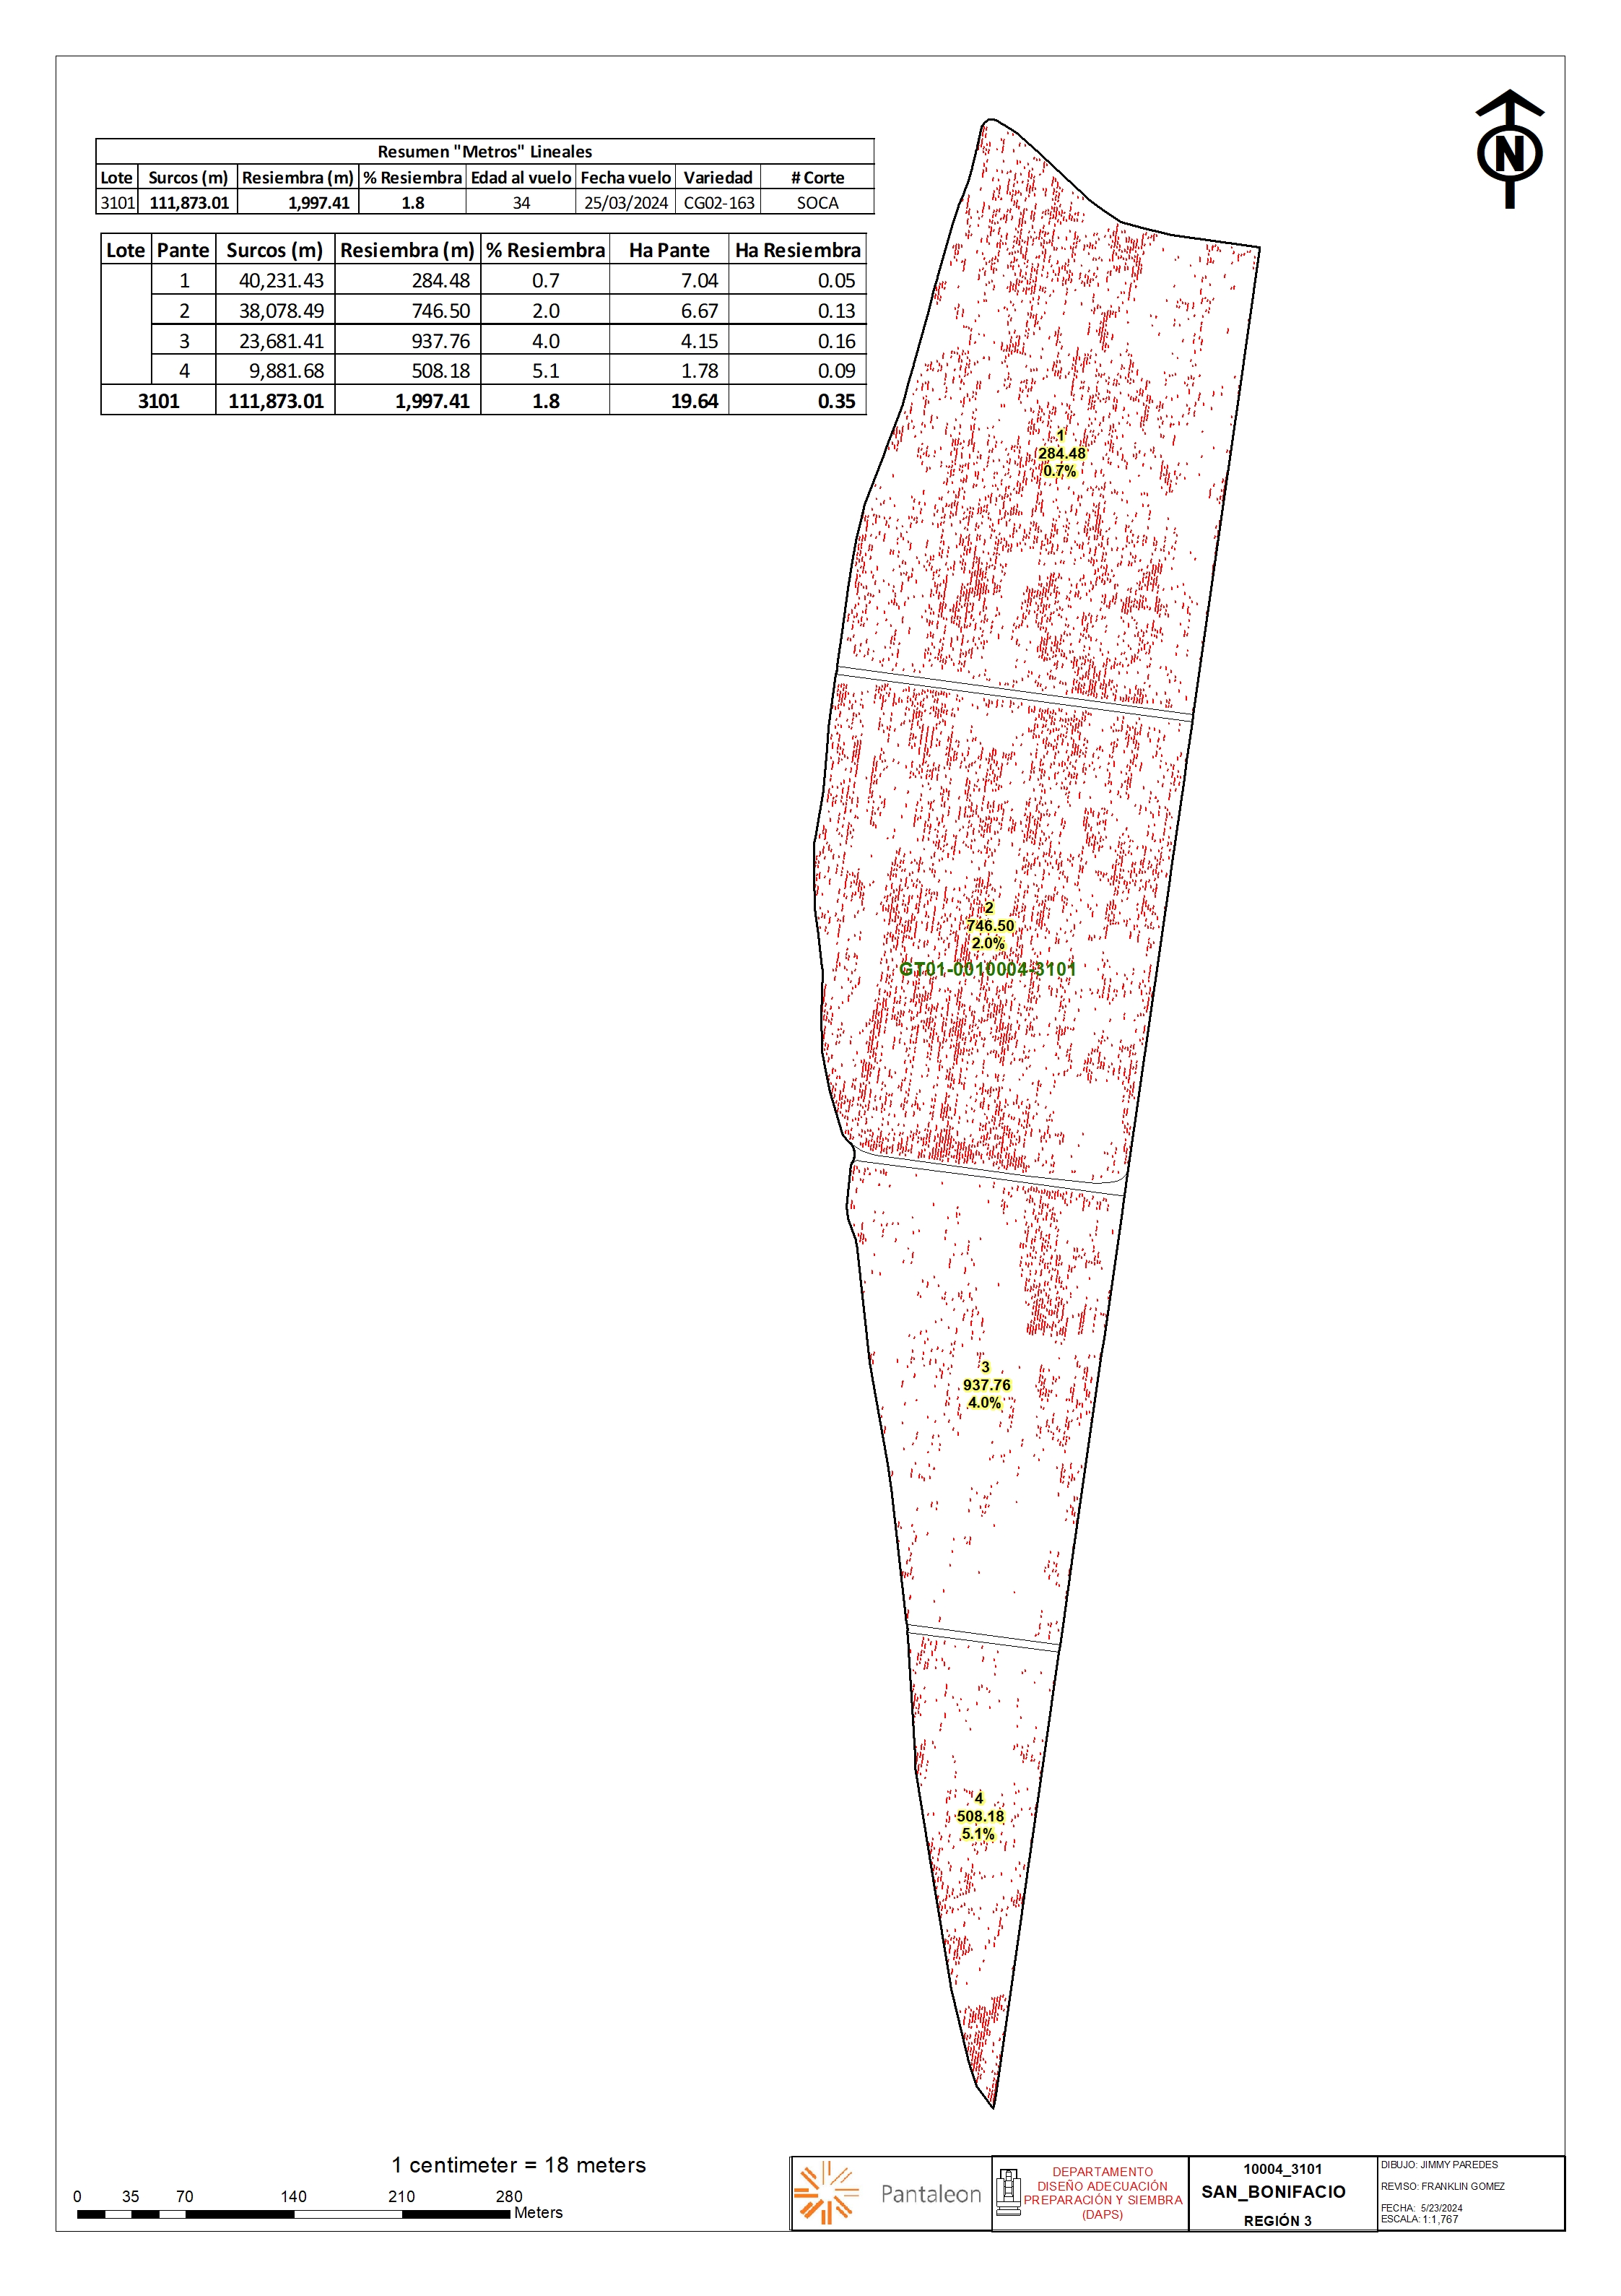 N
Resumen "Metros" Lineales
Lote Surcos (m) Resiembra (m) % Resiembra Edad al vuelo Fecha vuelo Variedad # Corte
3101 111,873.01 1,997.41 1.8 34 25/03/2024 CG02-163 SOCA
Lote Pante Surcos (m) Resiembra (m) % Resiembra Ha Pante Ha Resiembra
1 40,231.43 284.48 0.7 7.04 0.05
2 38,078.49 746.50 2.0 6.67 0.13
3 23,681.41 937.76 4.0 4.15 0.16
4 9,881.68 508.18 5.1 1.78 0.09
3101 111,873.01 1,997.41 1.8 19.64 0.35
1
284.48
0.7%
2
746.50
2.0%
GT01-0010004-3101
3
937.76
4.0%
4
508.18
5.1%
1 centimeter = 18 meters
0 35 70 140 210 280
Meters
Pantaleon
DEPARTAMENTO
DISEÑO ADECUACIÓN
PREPARACIÓN Y SIEMBRA
(DAPS)
10004_3101
SAN_BONIFACIO
REGIÓN 3
DIBUJO: JIMMY PAREDES
REVISO: FRANKLIN GOMEZ
FECHA: 5/23/2024
ESCALA: 1:1,767